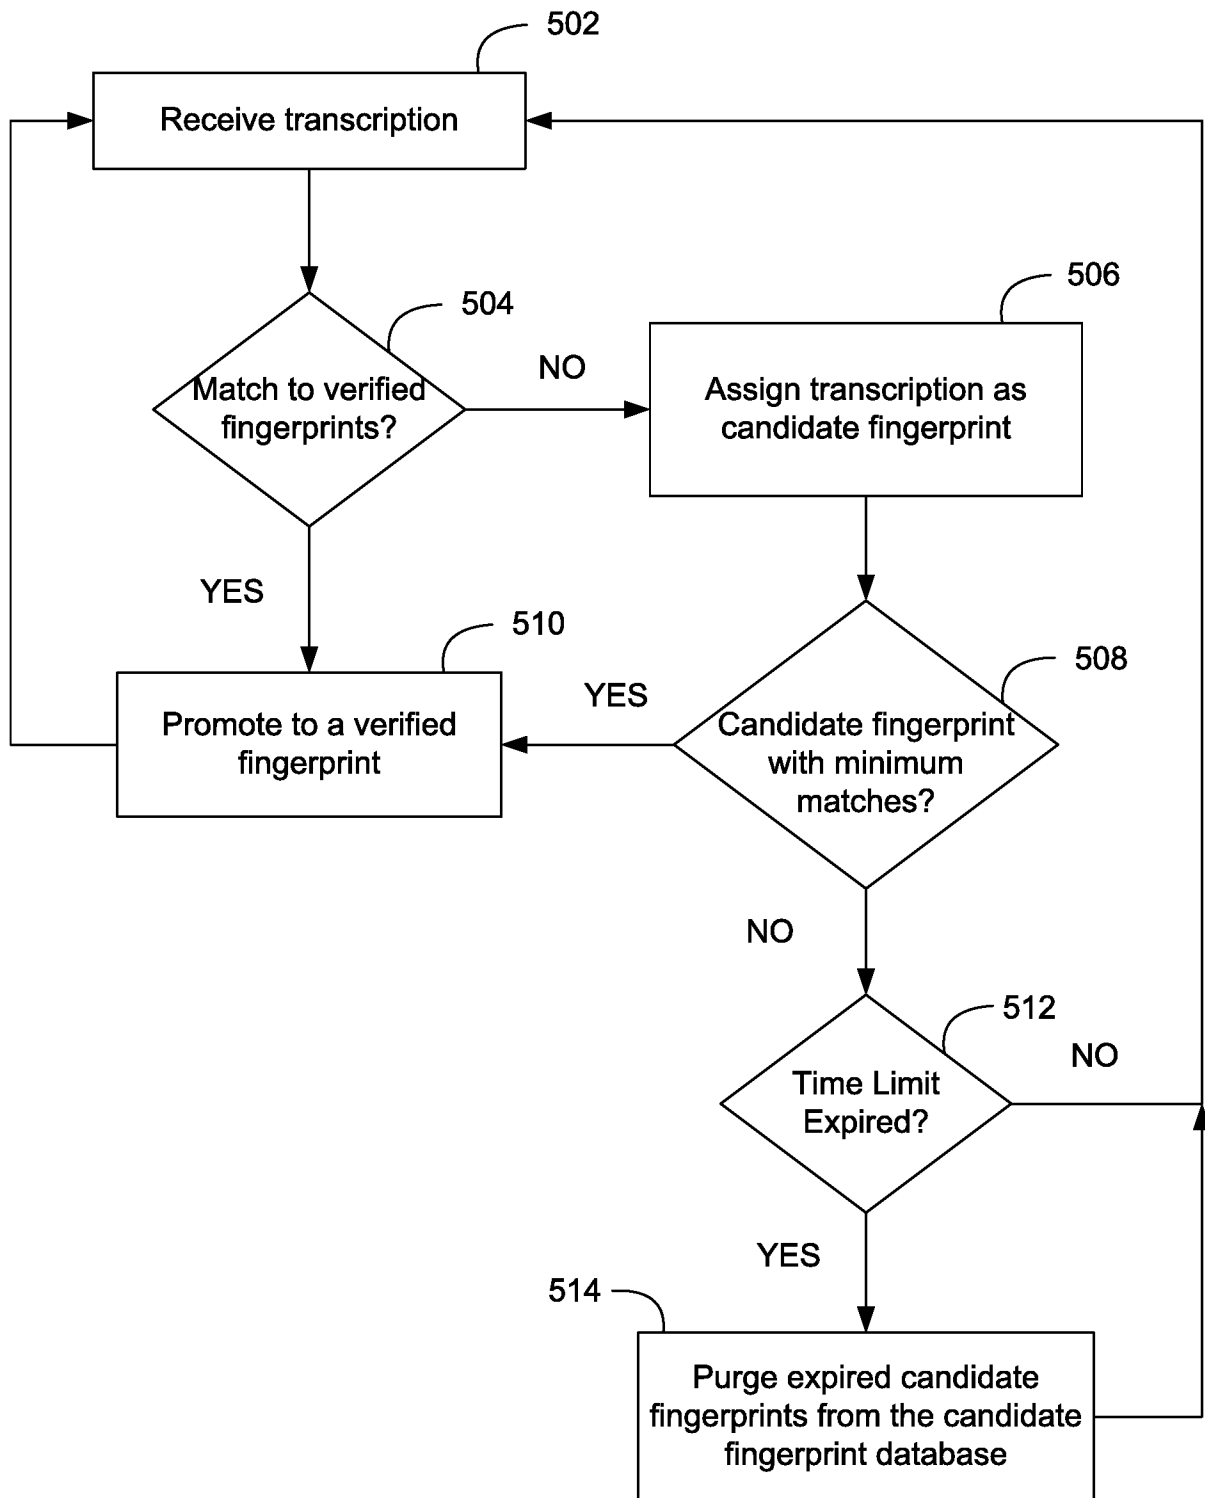 502
Receive transcription
504
Match to verified
fingerprints?
NO
506
Assign transcription as
candidate fingerprint
YES
510
Promote to a verified
fingerprint
YES
508
Candidate fingerprint
with minimum
matches?
NO
512
Time Limit
Expired?
NO
YES
514
Purge expired candidate
fingerprints from the candidate
fingerprint database